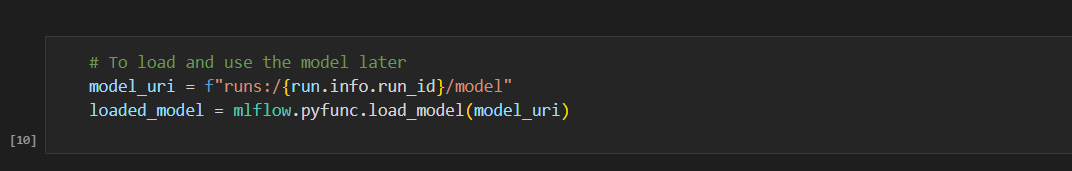 # To load and use the model later
model_uri = f"runs:/{run.info.run_id}/model"
loaded_model = mlflow.pyfunc.load_model(model_uri)
[10]